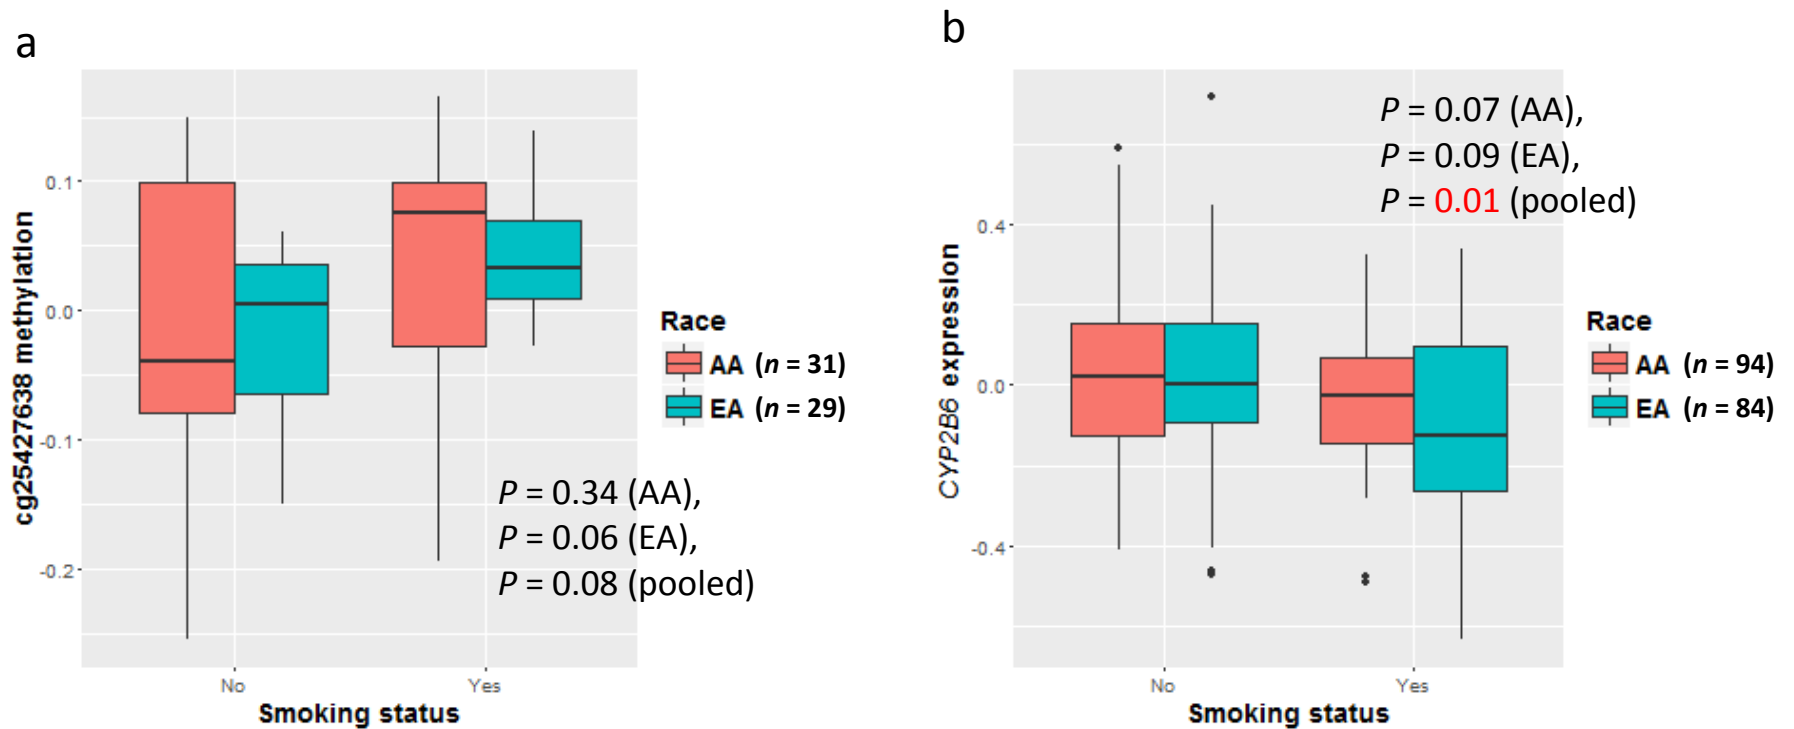 a
cg25427638 methylation
0.1
0.0
-0.1
-0.2
No
Yes
Smoking status
P = 0.34 (AA),
P = 0.06 (EA),
P = 0.08 (pooled)
Race
AA (n = 31)
EA (n = 29)
b
CYP2B6 expression
0.4
0.0
-0.4
No
Yes
Smoking status
P = 0.07 (AA),
P = 0.09 (EA),
P = 0.01 (pooled)
Race
AA (n = 94)
EA (n = 84)